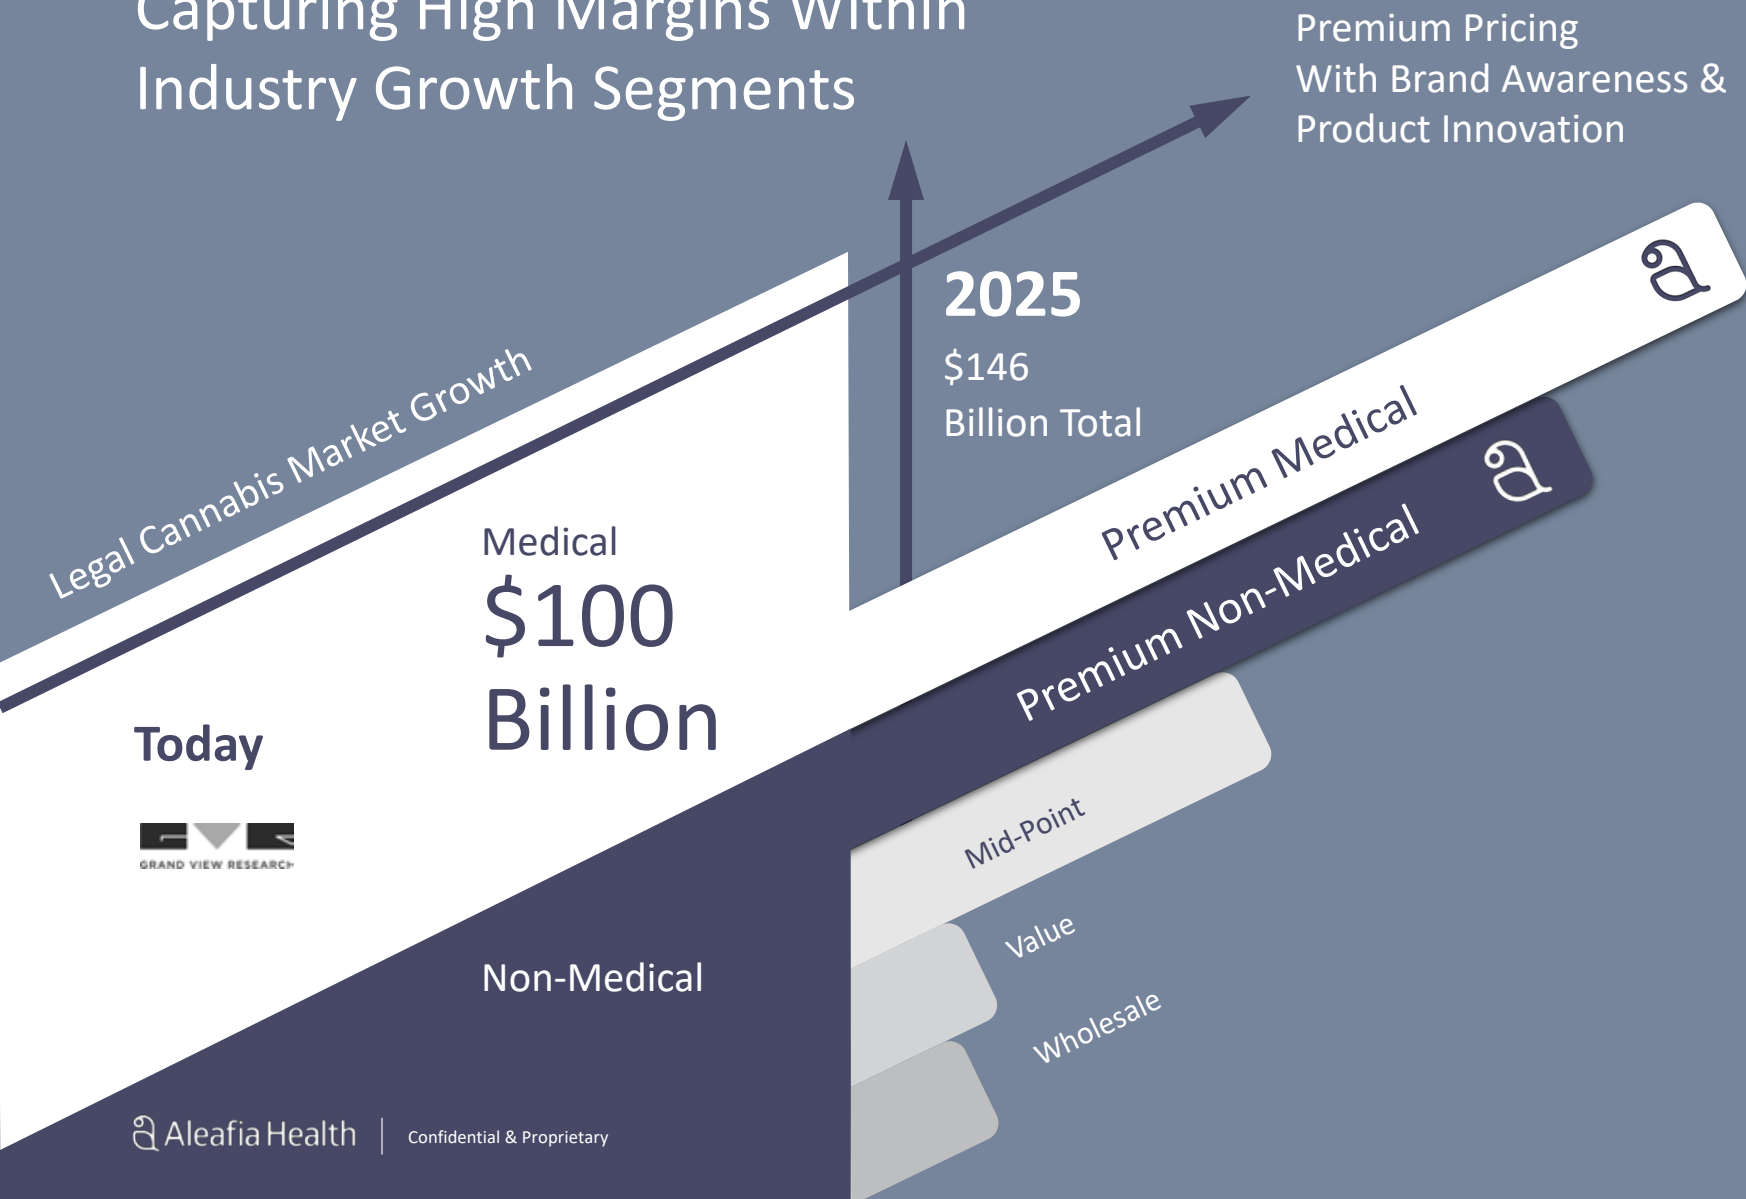 Capturing High Margins Within
Industry Growth Segments
Premium Pricing
With Brand Awareness &
Product Innovation
Legal Cannabis Market Growth
2025
$146
Billion Total
Medical
$100
Billion
Today
GRAND VIEW RESEARCH
Non-Medical
Premium Medical
Premium Non-Medical
Mid-Point
Value
Wholesale
Aleafia Health
Confidential & Proprietary